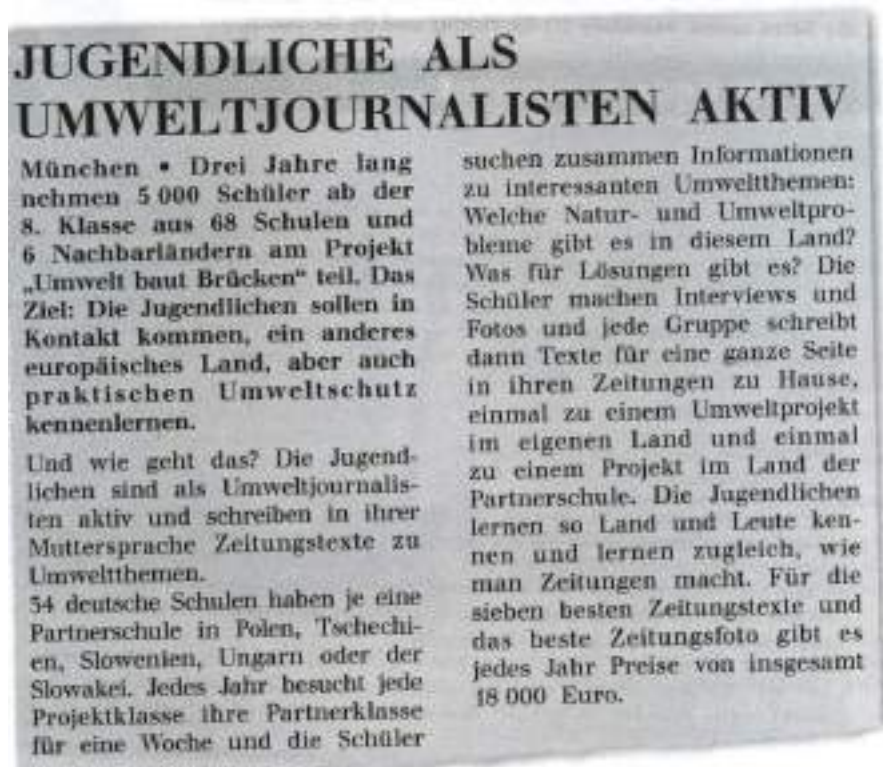 JUGENDLICHE ALS
UMWELTJOURNALISTEN AKTIV
München • Drei Jahre lang
nehmen 5 000 Schüler ab der
8. Klasse aus 68 Schulen und
6 Nachbarländern am Projekt
„Umwelt baut Brücken“ teil. Das
Ziel: Die Jugendlichen sollen in
Kontakt kommen, ein anderes
europäisches Land, aber auch
praktischen Umweltschutz
kennenlernen.
Und wie geht das? Die Jugend-
lichen sind als Umweltjournalis-
ten aktiv und schreiben in ihrer
Muttersprache Zeitungstexte zu
Umweltthemen.
34 deutsche Schulen haben je eine
Partnerschule in Polen, Tschechi-
en, Slowenien, Ungarn oder der
Slowakei. Jedes Jahr besucht jede
Projektklasse ihre Partnerklasse
für eine Woche und die Schüler
suchen zusammen Informationen
zu interessanten Umweltthemen:
Welche Natur- und Umweltpro-
bleme gibt es in diesem Land?
Was für Lösungen gibt es? Die
Schüler machen Interviews und
Fotos und jede Gruppe schreibt
dann Texte für eine ganze Seite
in ihren Zeitungen zu Hause,
einmal zu einem Umweltprojekt
im eigenen Land und einmal
zu einem Projekt im Land der
Partnerschule. Die Jugendlichen
lernen so Land und Leute ken-
nen und lernen zugleich, wie
man Zeitungen macht. Für die
sieben besten Zeitungstexte und
das beste Zeitungsfoto gibt es
jedes Jahr Preise von insgesamt
18 000 Euro.